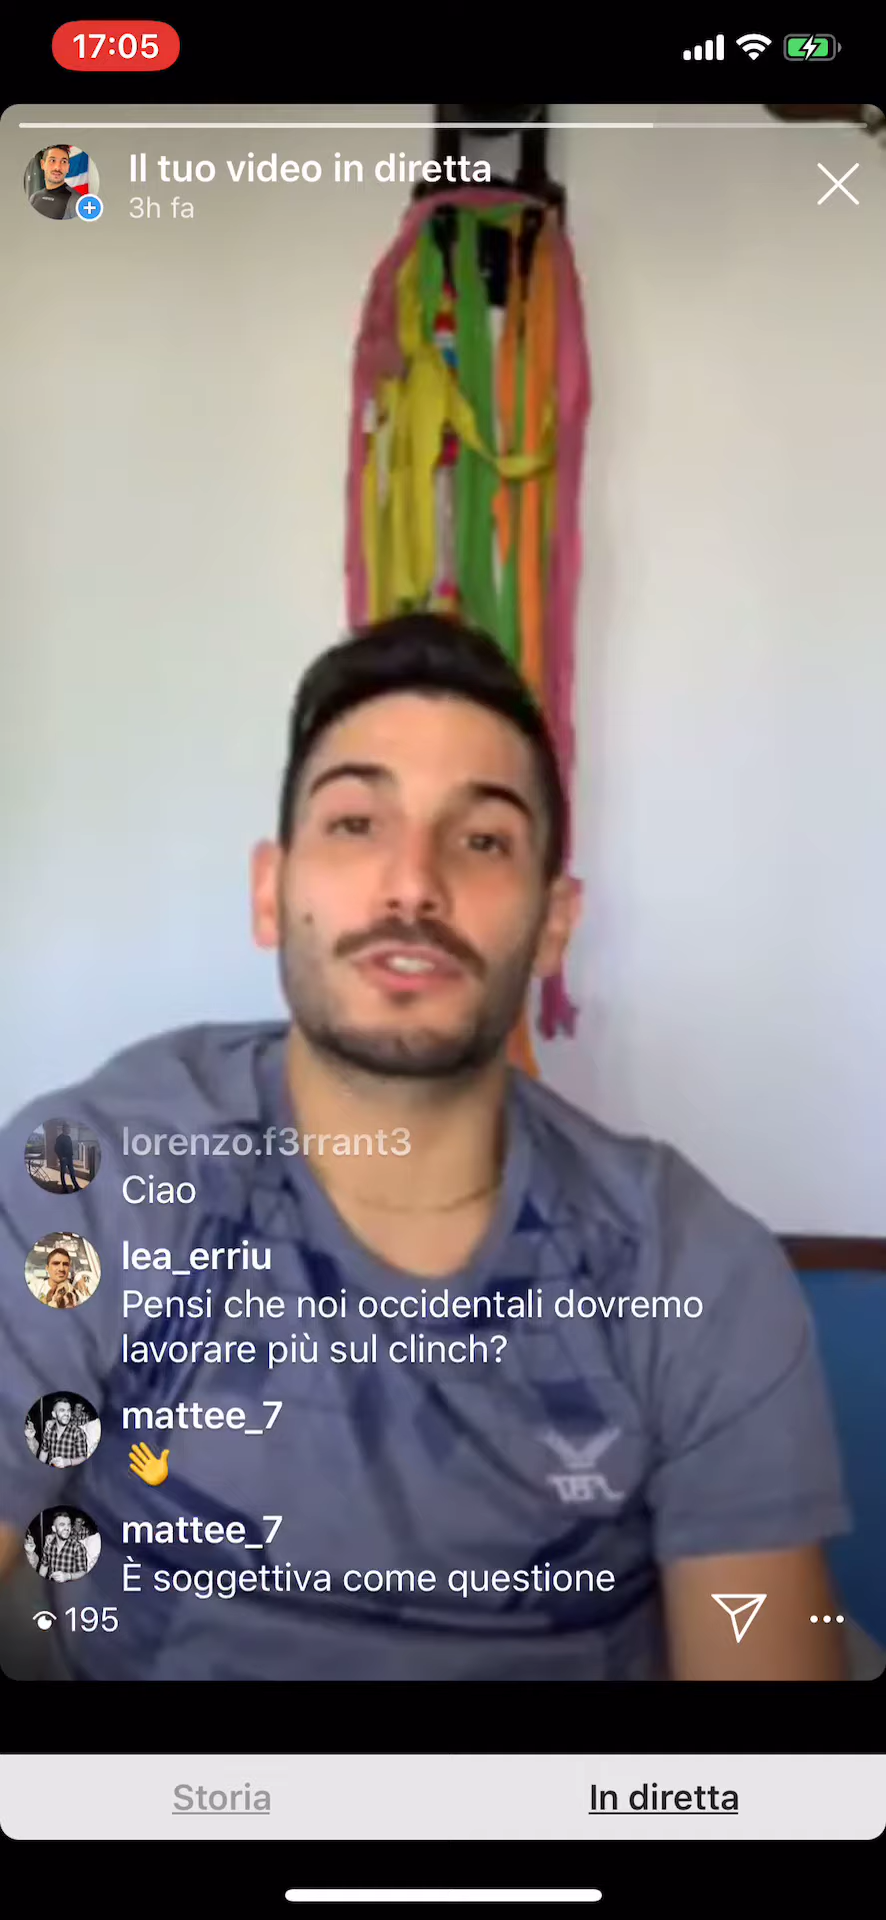 17:05
Il tuo video in diretta
3h fa
lorenzo.f3rrant3
Ciao
lea_erriu
Pensi che noi occidentali dovremo
lavorare più sul clinch?
mattee_7
👋
mattee_7
È soggettiva come questione
195
Storia
In diretta